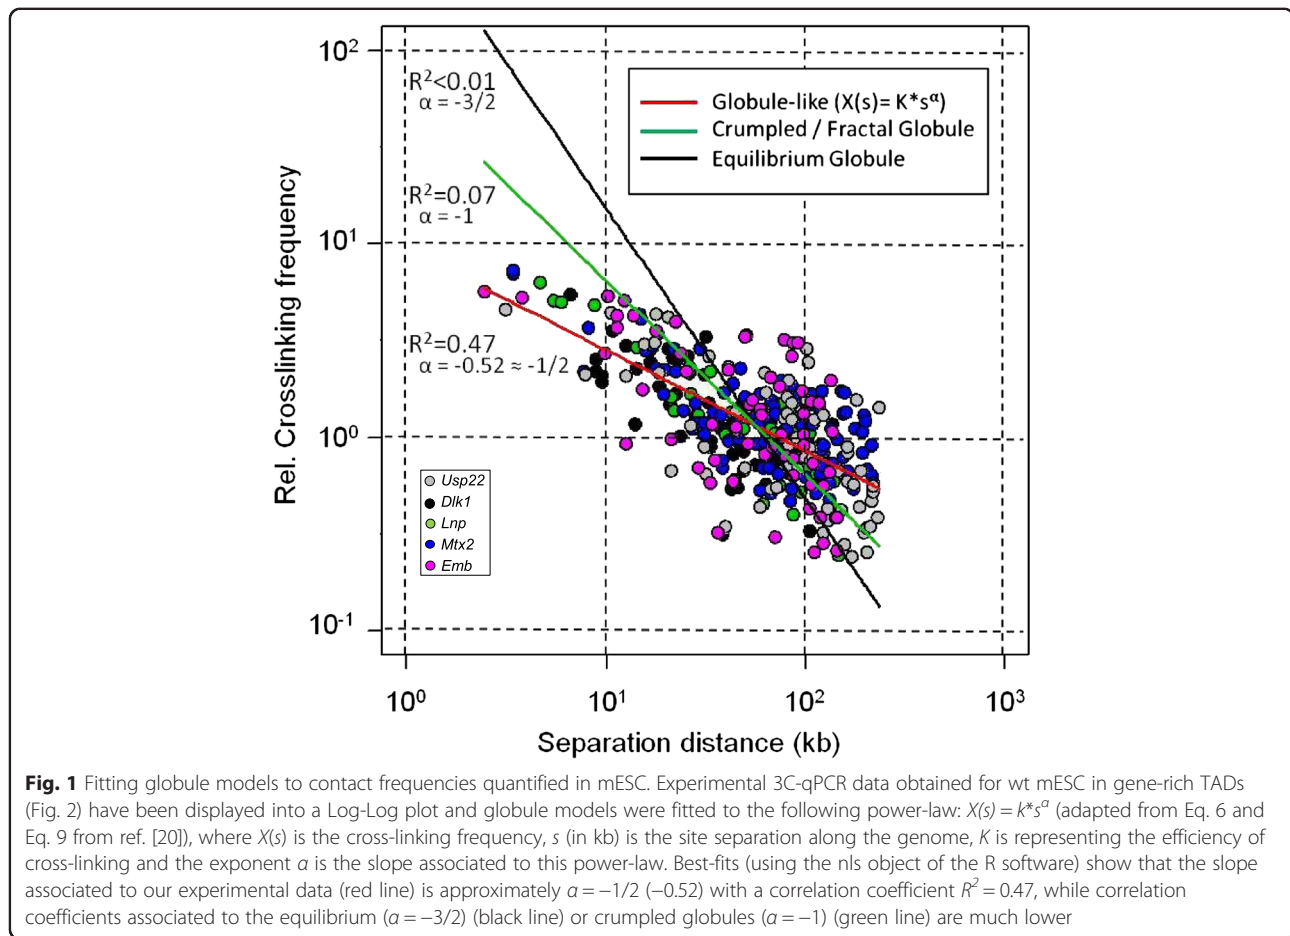 10²
10¹
10⁰
10⁻¹
Rel. Crosslinking frequency
R²<0.01
α = -3/2
R²=0.07
α = -1
R²=0.47
α = -0.52 ≈ -1/2
Globule-like (X(s)= K*sᵅ)
Crumpled / Fractal Globule
Equilibrium Globule
Usp22
Dlk1
Lnp
Mtx2
Emb
10⁰ 10¹ 10² 10³
Separation distance (kb)
Fig. 1 Fitting globule models to contact frequencies quantified in mESC. Experimental 3C-qPCR data obtained for wt mESC in gene-rich TADs
(Fig. 2) have been displayed into a Log-Log plot and globule models were fitted to the following power-law: X(s) = k*sᵅ (adapted from Eq. 6 and
Eq. 9 from ref. [20]), where X(s) is the cross-linking frequency, s (in kb) is the site separation along the genome, K is representing the efficiency of
cross-linking and the exponent α is the slope associated to this power-law. Best-fits (using the nls object of the R software) show that the slope
associated to our experimental data (red line) is approximately α = −1/2 (−0.52) with a correlation coefficient R² = 0.47, while correlation
coefficients associated to the equilibrium (α = −3/2) (black line) or crumpled globules (α = −1) (green line) are much lower